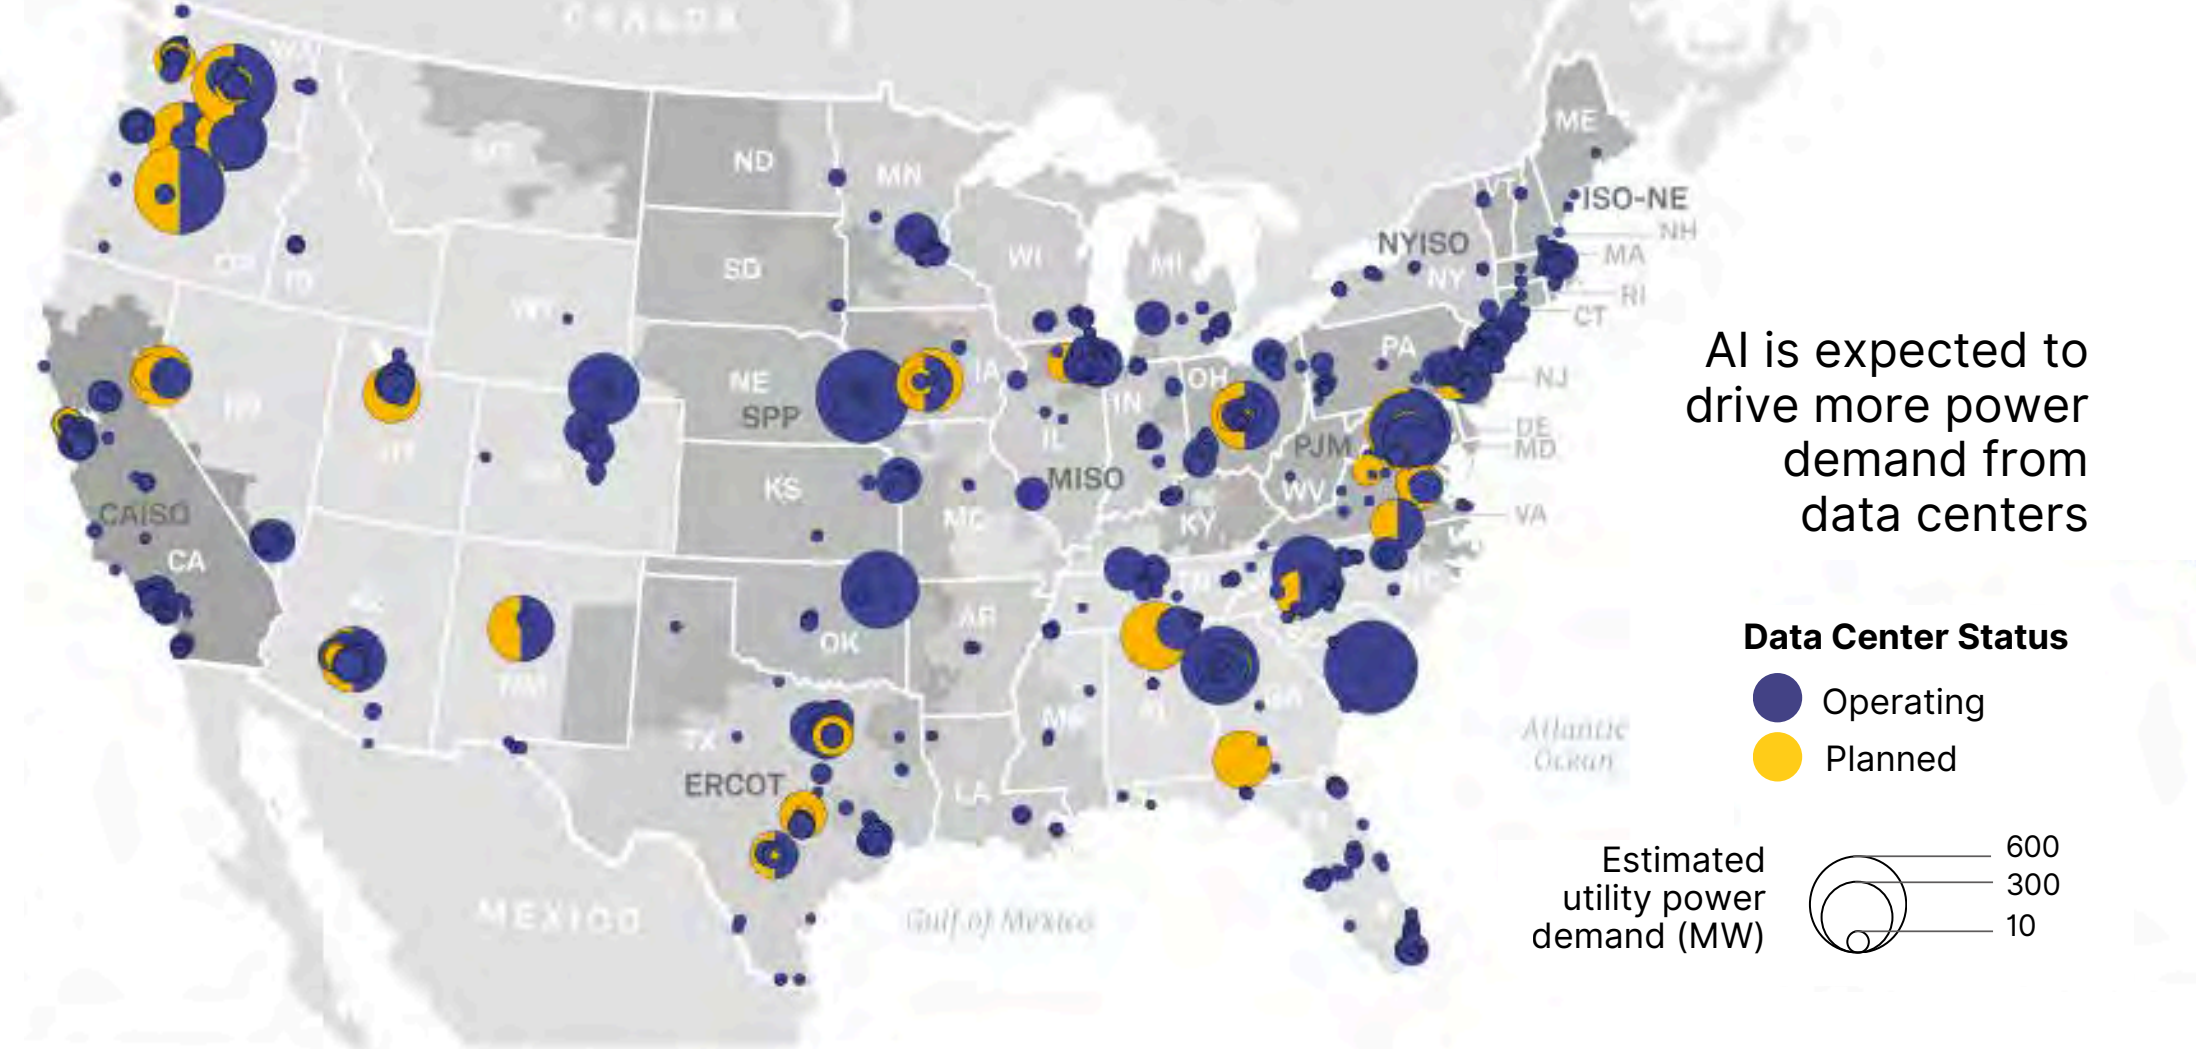 CANADA
WA
ME
ND
MN
MT
ISO-NE
VT
NH
NYISO
MA
WI
MI
SD
NY
OR
ID
RI
WY
CT
PA
NE
IA
OH
NJ
NV
IN
SPP
DE
UT
IL
PJM
MD
MISO
KS
WV
CAISO
MO
KY
VA
CA
TN
NC
AZ
AR
OK
SC
NM
MS
AL
GA
TX
ERCOT
LA
FL
Atlantic
Ocean
MEXICO
Gulf of Mexico
AI is expected to
drive more power
demand from
data centers
Data Center Status
Operating
Planned
Estimated
utility power
demand (MW)
600
300
10